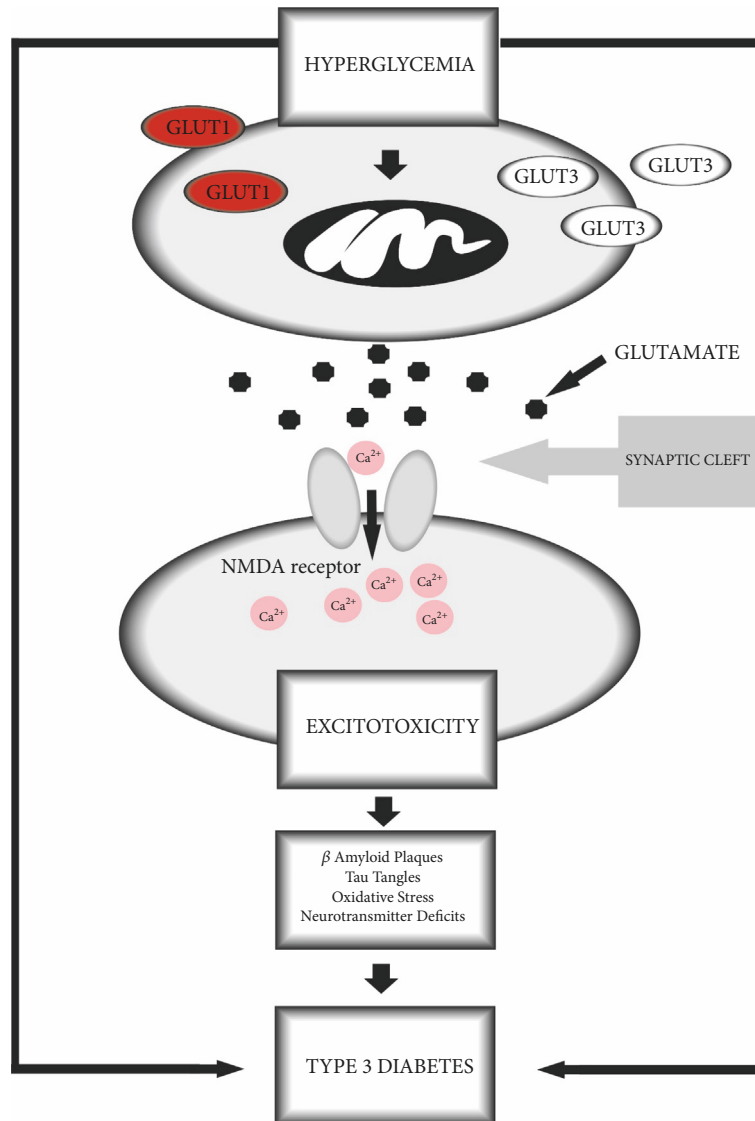 HYPERGLYCEMIA
GLUT1
GLUT1
GLUT3
GLUT3
GLUT3
GLUTAMATE
SYNAPTIC CLEFT
Ca²⁺
NMDA receptor
Ca²⁺
Ca²⁺
Ca²⁺
Ca²⁺
Ca²⁺
EXCITOTOXICITY
β Amyloid Plaques
Tau Tangles
Oxidative Stress
Neurotransmitter Deficits
TYPE 3 DIABETES